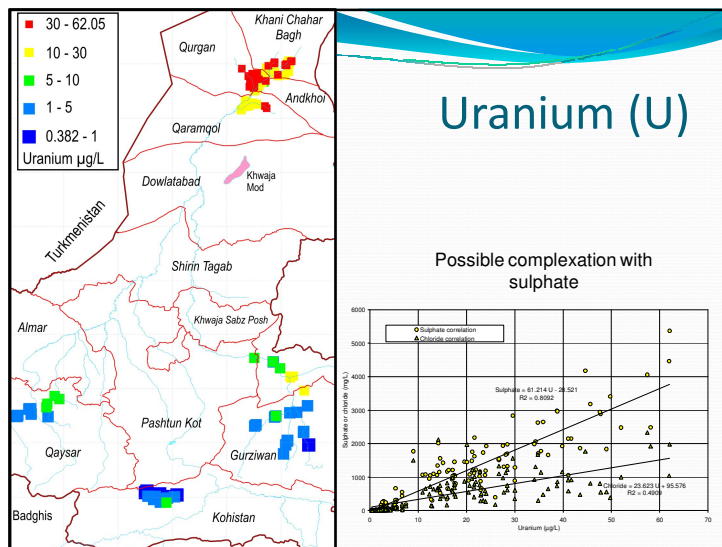 30 - 62.05
10 - 30
5 - 10
1 - 5
0.382 - 1
Uranium µg/L
Khani Chahar
Bagh
Qurgan
Andkhoi
Qaramqol
Khwaja
Mod
Dowlatabad
Turkmenistan
Shirin Tagab
Khwaja Sabz Posh
Almar
Pashtun Kot
Qaysar
Gurziwan
Badghis
Kohistan
Uranium (U)
Possible complexation with
sulphate
Sulphate correlation
Chloride correlation
Sulphate = 61.214 U - 28.521
R2 = 0.8092
Chloride = 23.623 U + 95.576
R2 = 0.4909
Sulphate or chloride (mg/L)
6000
5000
4000
3000
2000
1000
0
0 10 20 30 40 50 60 70
Uranium (µg/L)